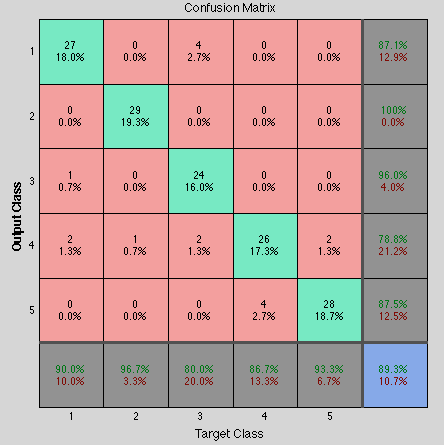 Confusion Matrix
1 27 0 4 0 0 87.1%
18.0% 0.0% 2.7% 0.0% 0.0% 12.9%
2 0 29 0 0 0 100%
0.0% 19.3% 0.0% 0.0% 0.0% 0.0%
3 1 0 24 0 0 96.0%
0.7% 0.0% 16.0% 0.0% 0.0% 4.0%
4 2 1 2 26 2 78.8%
1.3% 0.7% 1.3% 17.3% 1.3% 21.2%
5 0 0 0 4 28 87.5%
0.0% 0.0% 0.0% 2.7% 18.7% 12.5%
90.0% 96.7% 80.0% 86.7% 93.3% 89.3%
10.0% 3.3% 20.0% 13.3% 6.7% 10.7%
1 2 3 4 5
Target Class
Output Class